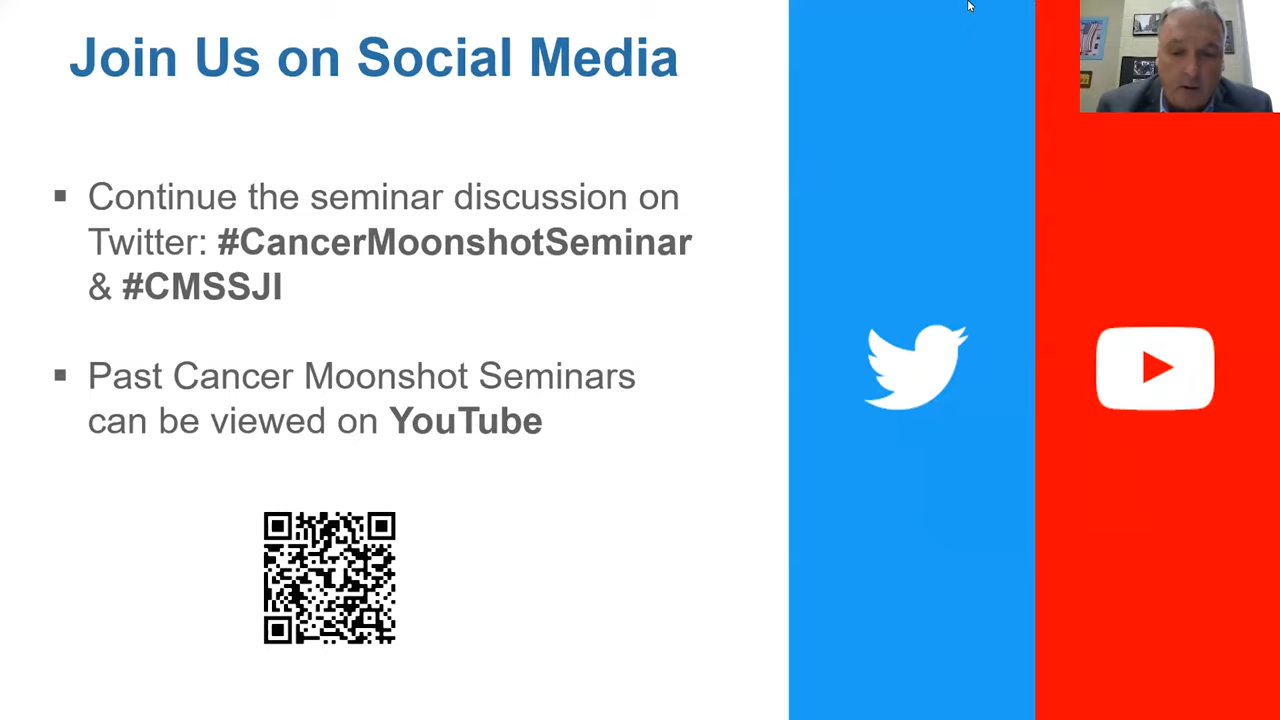 Join Us on Social Media
▪ Continue the seminar discussion on
Twitter: #CancerMoonshotSeminar
& #CMSSJI
▪ Past Cancer Moonshot Seminars
can be viewed on YouTube